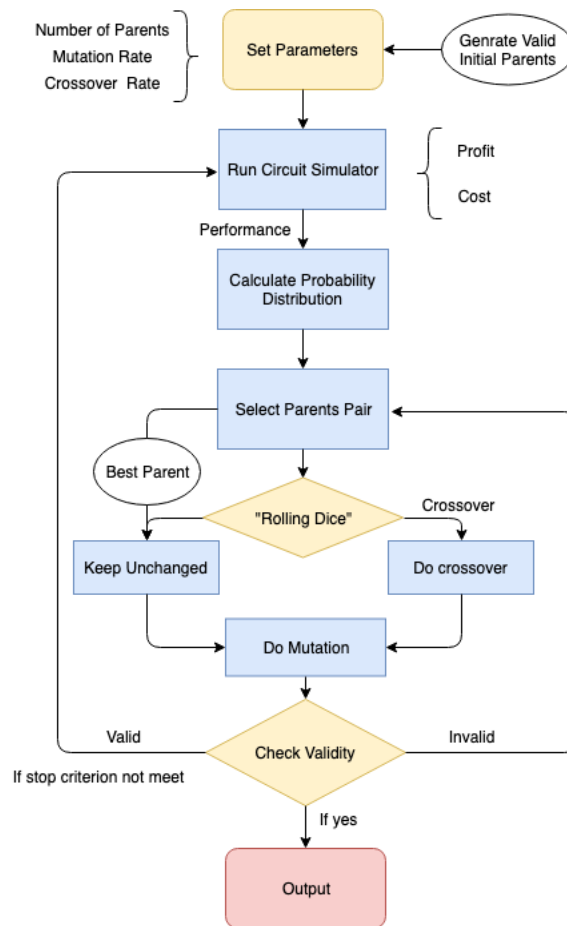 Number of Parents
Mutation Rate
Crossover Rate
Set Parameters
Genrate Valid
Initial Parents
Run Circuit Simulator
Profit
Cost
Performance
Calculate Probability
Distribution
Select Parents Pair
Best Parent
"Rolling Dice"
Crossover
Keep Unchanged
Do crossover
Do Mutation
Valid
Check Validity
Invalid
If stop criterion not meet
If yes
Output